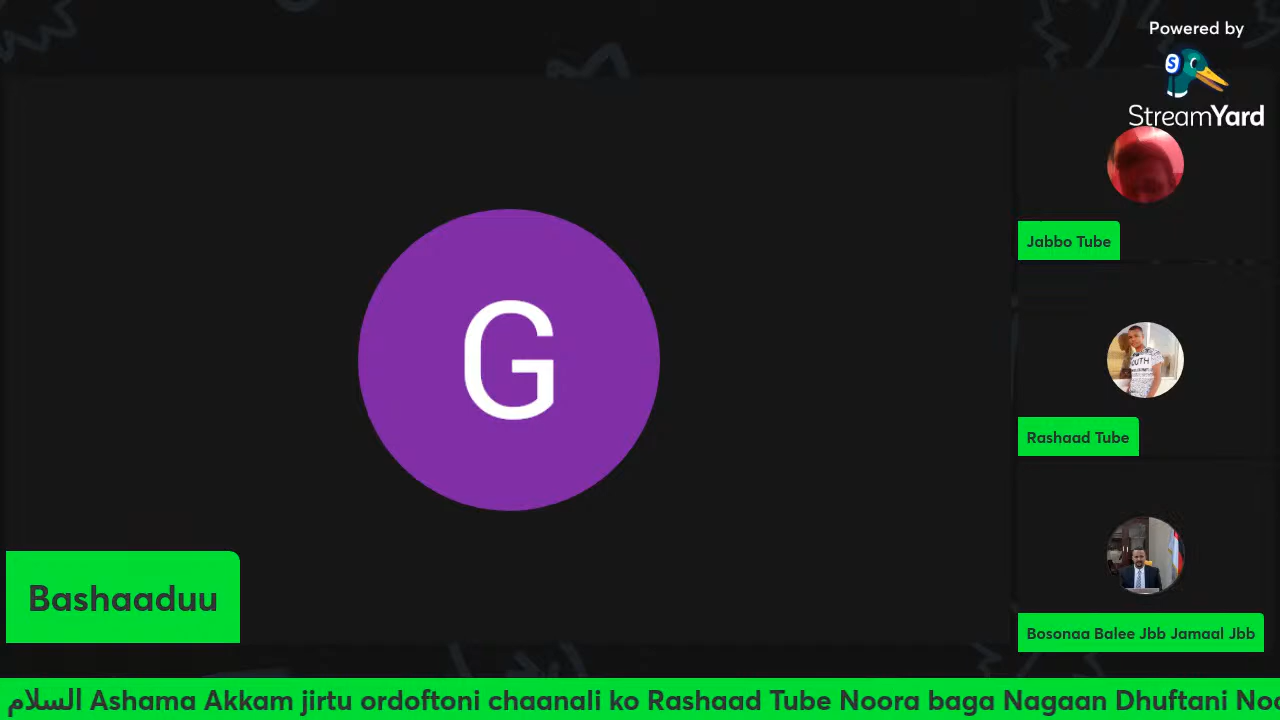 Powered by
S
StreamYard
Jabbo Tube
G
OUTH
Rashaad Tube
Bashaaduu
Bosonaa Balee Jbb Jamaal Jbb
السلام Ashama Akkam jirtu ordoftoni chaanali ko Rashaad Tube Noora baga Nagaan Dhuftani